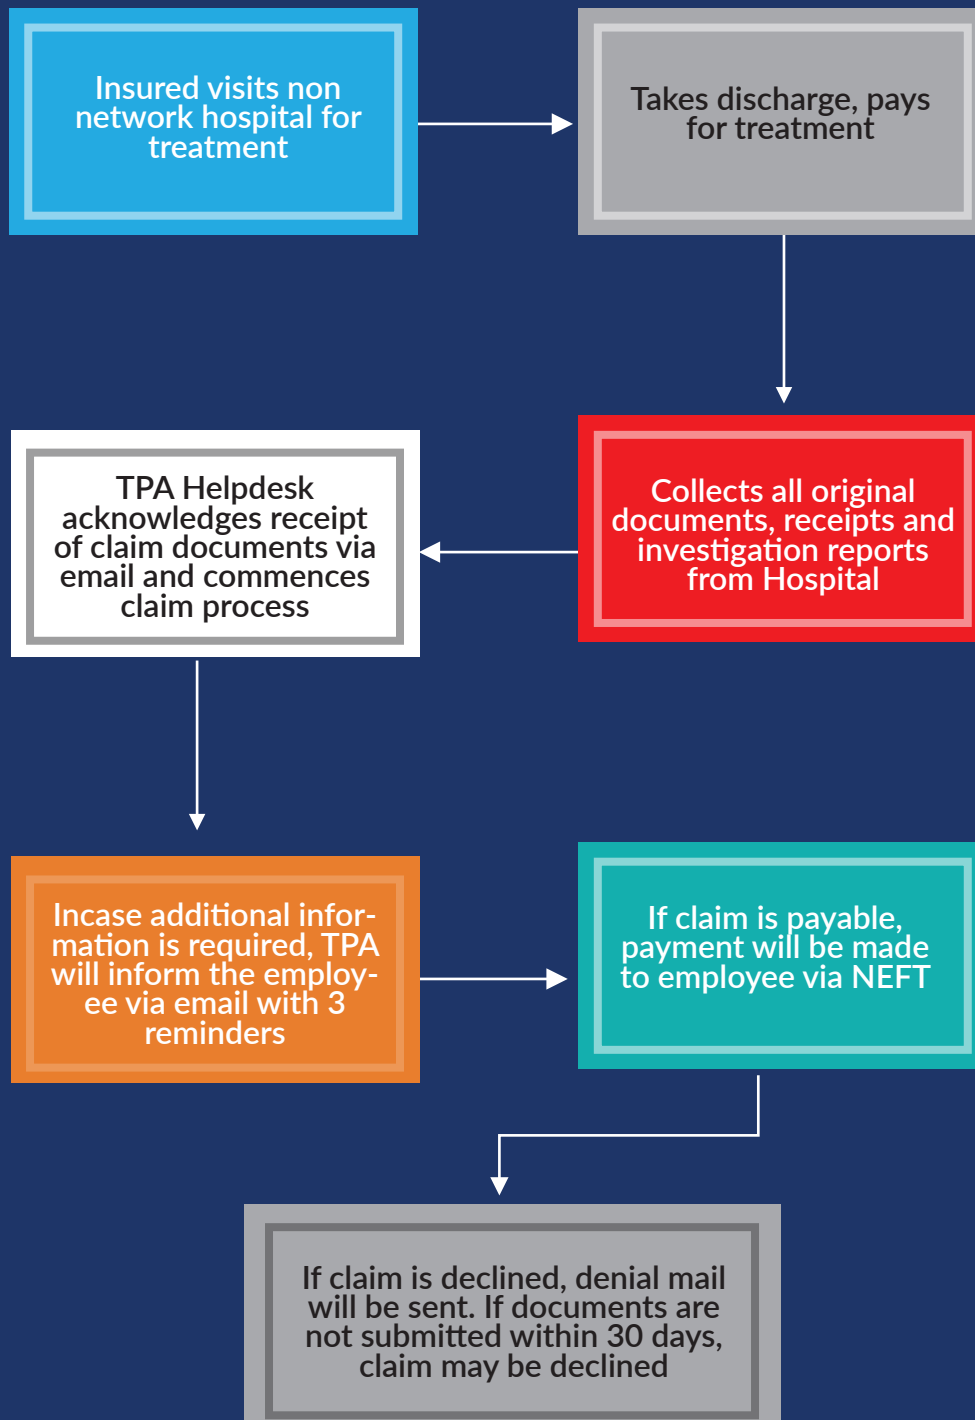 Insured visits non
network hospital for
treatment
Takes discharge, pays
for treatment
Collects all original
documents, receipts and
investigation reports
from Hospital
TPA Helpdesk
acknowledges receipt
of claim documents via
email and commences
claim process
Incase additional infor-
mation is required, TPA
will inform the employ-
ee via email with 3
reminders
If claim is payable,
payment will be made
to employee via NEFT
If claim is declined, denial mail
will be sent. If documents are
not submitted within 30 days,
claim may be declined